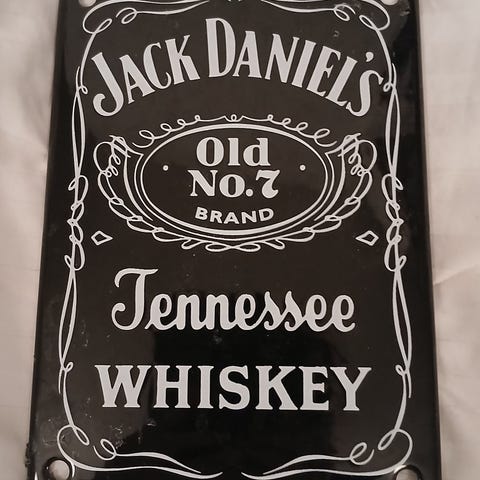 JACK DANIEL'S
Old
No.7
BRAND
Tennessee
WHISKEY